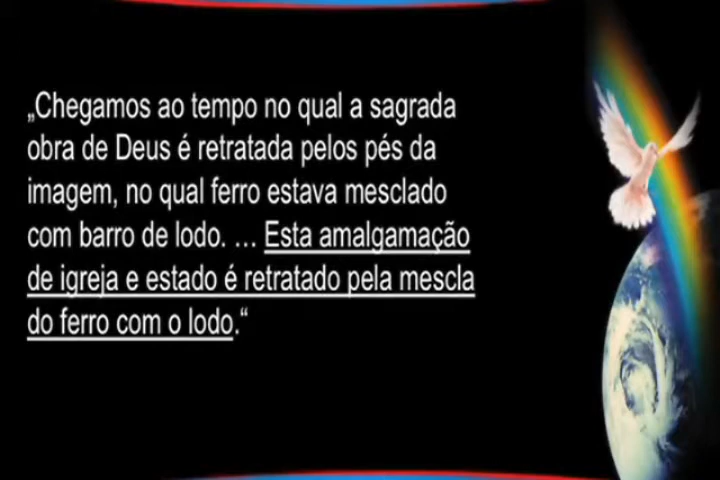 „Chegamos ao tempo no qual a sagrada
obra de Deus é retratada pelos pés da
imagem, no qual ferro estava mesclado
com barro de lodo. … Esta amalgamação
de igreja e estado é retratado pela mescla
do ferro com o lodo.“